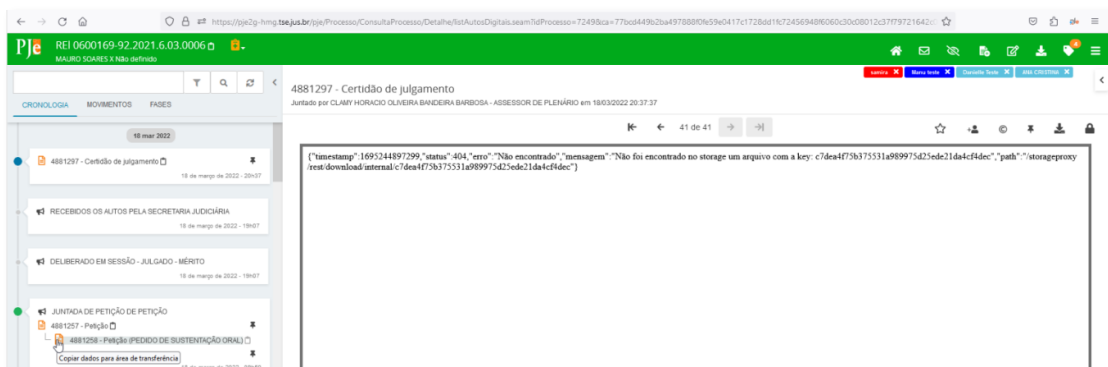 https://pje2g-hmg.tse.jus.br/pje/Processo/ConsultaProcesso/Detalhe/listAutosDigitais.seam?idProcesso=7249&ca=77bcd449b2ba497888f0fe59e0417c1728dd1fc72456948f6060c30c08012c37f79721642c
PJe
REl 0600169-92.2021.6.03.0006
MAURO SOARES X Não definido
samira X
Maria teste X
Danielle Teste X
ANA CRISTINA X
CRONOLOGIA MOVIMENTOS FASES
4881297 - Certidão de julgamento
Juntado por CLAMY HORACIO OLIVEIRA BANDEIRA BARBOSA - ASSESSOR DE PLENÁRIO em 18/03/2022 20:37:37
41 de 41
18 mar 2022
4881297 - Certidão de julgamento
18 de março de 2022 - 20h37
RECEBIDOS OS AUTOS PELA SECRETARIA JUDICIÁRIA
18 de março de 2022 - 19h07
DELIBERADO EM SESSÃO - JULGADO - MÉRITO
18 de março de 2022 - 19h07
JUNTADA DE PETIÇÃO DE PETIÇÃO
4881257 - Petição
4881258 - Petição (PEDIDO DE SUSTENTAÇÃO ORAL)
Copiar dados para área de transferência
{"timestamp":1695244897299,"status":404,"erro":"Não encontrado","mensagem":"Não foi encontrado no storage um arquivo com a key: c7dea4f75b375531a989975d25ede21da4cf4dec","path":"/storageproxy
/rest/download/internal/c7dea4f75b375531a989975d25ede21da4cf4dec"}